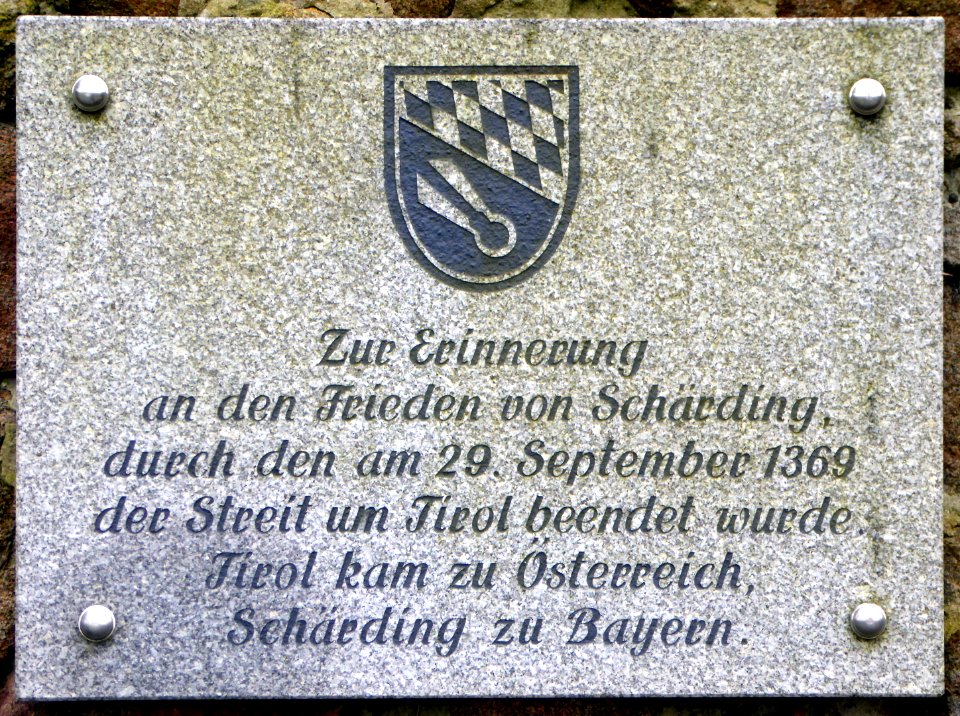 Zur Erinnerung
an den Frieden von Schärding,
durch den am 29. September 1369
der Streit um Tirol beendet wurde.
Tirol kam zu Österreich,
Schärding zu Bayern.